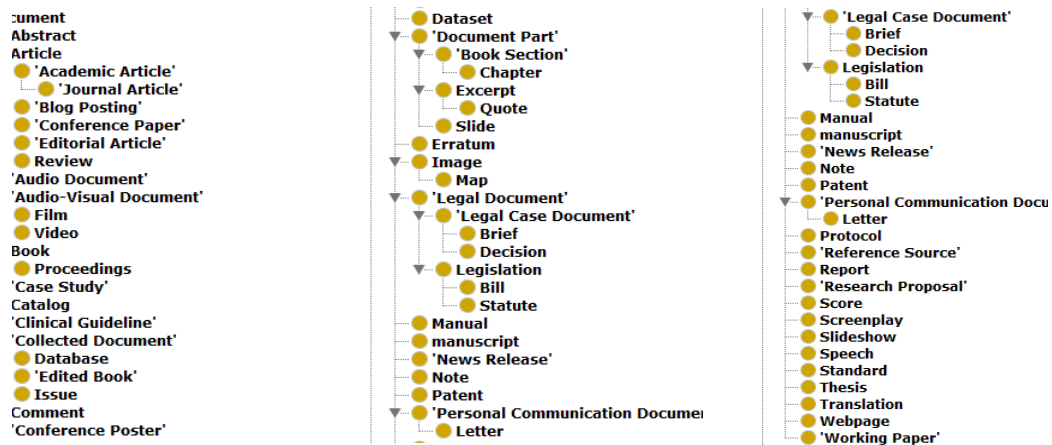 cument
Abstract
Article
'Academic Article'
'Journal Article'
'Blog Posting'
'Conference Paper'
'Editorial Article'
Review
'Audio Document'
'Audio-Visual Document'
Film
Video
Book
Proceedings
'Case Study'
Catalog
'Clinical Guideline'
'Collected Document'
Database
'Edited Book'
Issue
Comment
'Conference Poster'
Dataset
'Document Part'
'Book Section'
Chapter
Excerpt
Quote
Slide
Erratum
Image
Map
'Legal Document'
'Legal Case Document'
Brief
Decision
Legislation
Bill
Statute
Manual
manuscript
'News Release'
Note
Patent
'Personal Communication Documen
Letter
'Legal Case Document'
Brief
Decision
Legislation
Bill
Statute
Manual
manuscript
'News Release'
Note
Patent
'Personal Communication Docu
Letter
Protocol
'Reference Source'
Report
'Research Proposal'
Score
Screenplay
Slideshow
Speech
Standard
Thesis
Translation
Webpage
'Working Paper'